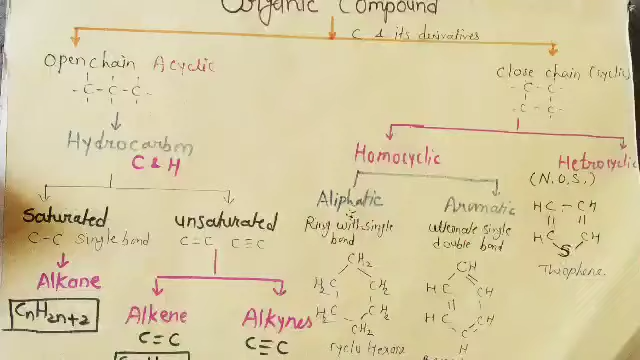 Organic Compound
C & its derivatives
Openchain Acyclic
- C - C - C -
Hydrocarbon
C & H
Saturated
C-C Single bond
Alkane
CnH2n+2
unsaturated
C=C C≡C
Alkene
C=C
Alkynes
C≡C
Close chain (Cyclic)
- C - C -
- C - C -
Homocyclic
Aliphatic
Ring with single
bond
CH2
H2C CH2
H2C CH2
CH2
Cyclo Hexane
Aromatic
alternate single
double bond
CH
HC CH
HC CH
C
H
Hetrocyclic
(N,O,S,)
HC - CH
HC CH
S
Thiophene